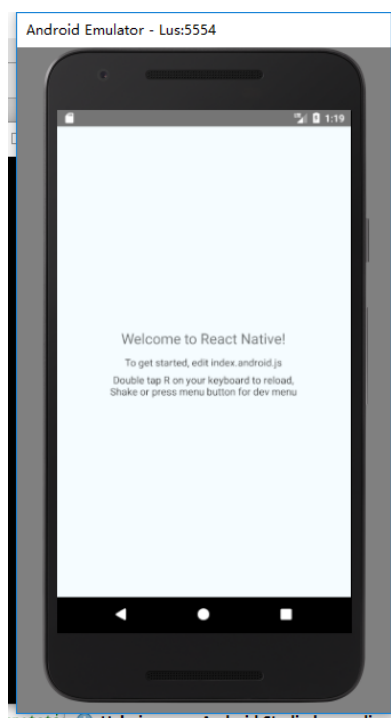 Android Emulator - Lus:5554
1:19
Welcome to React Native!
To get started, edit index.android.js
Double tap R on your keyboard to reload,
Shake or press menu button for dev menu